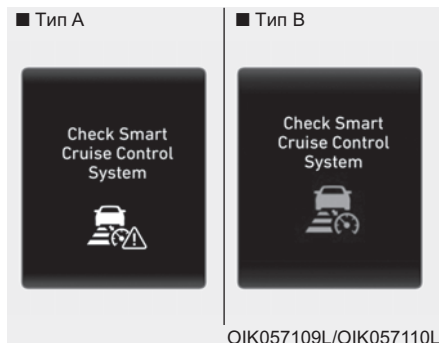 ■ Тип A
Check Smart
Cruise Control
System
■ Тип B
Check Smart
Cruise Control
System
OIK057109L/OIK057110L